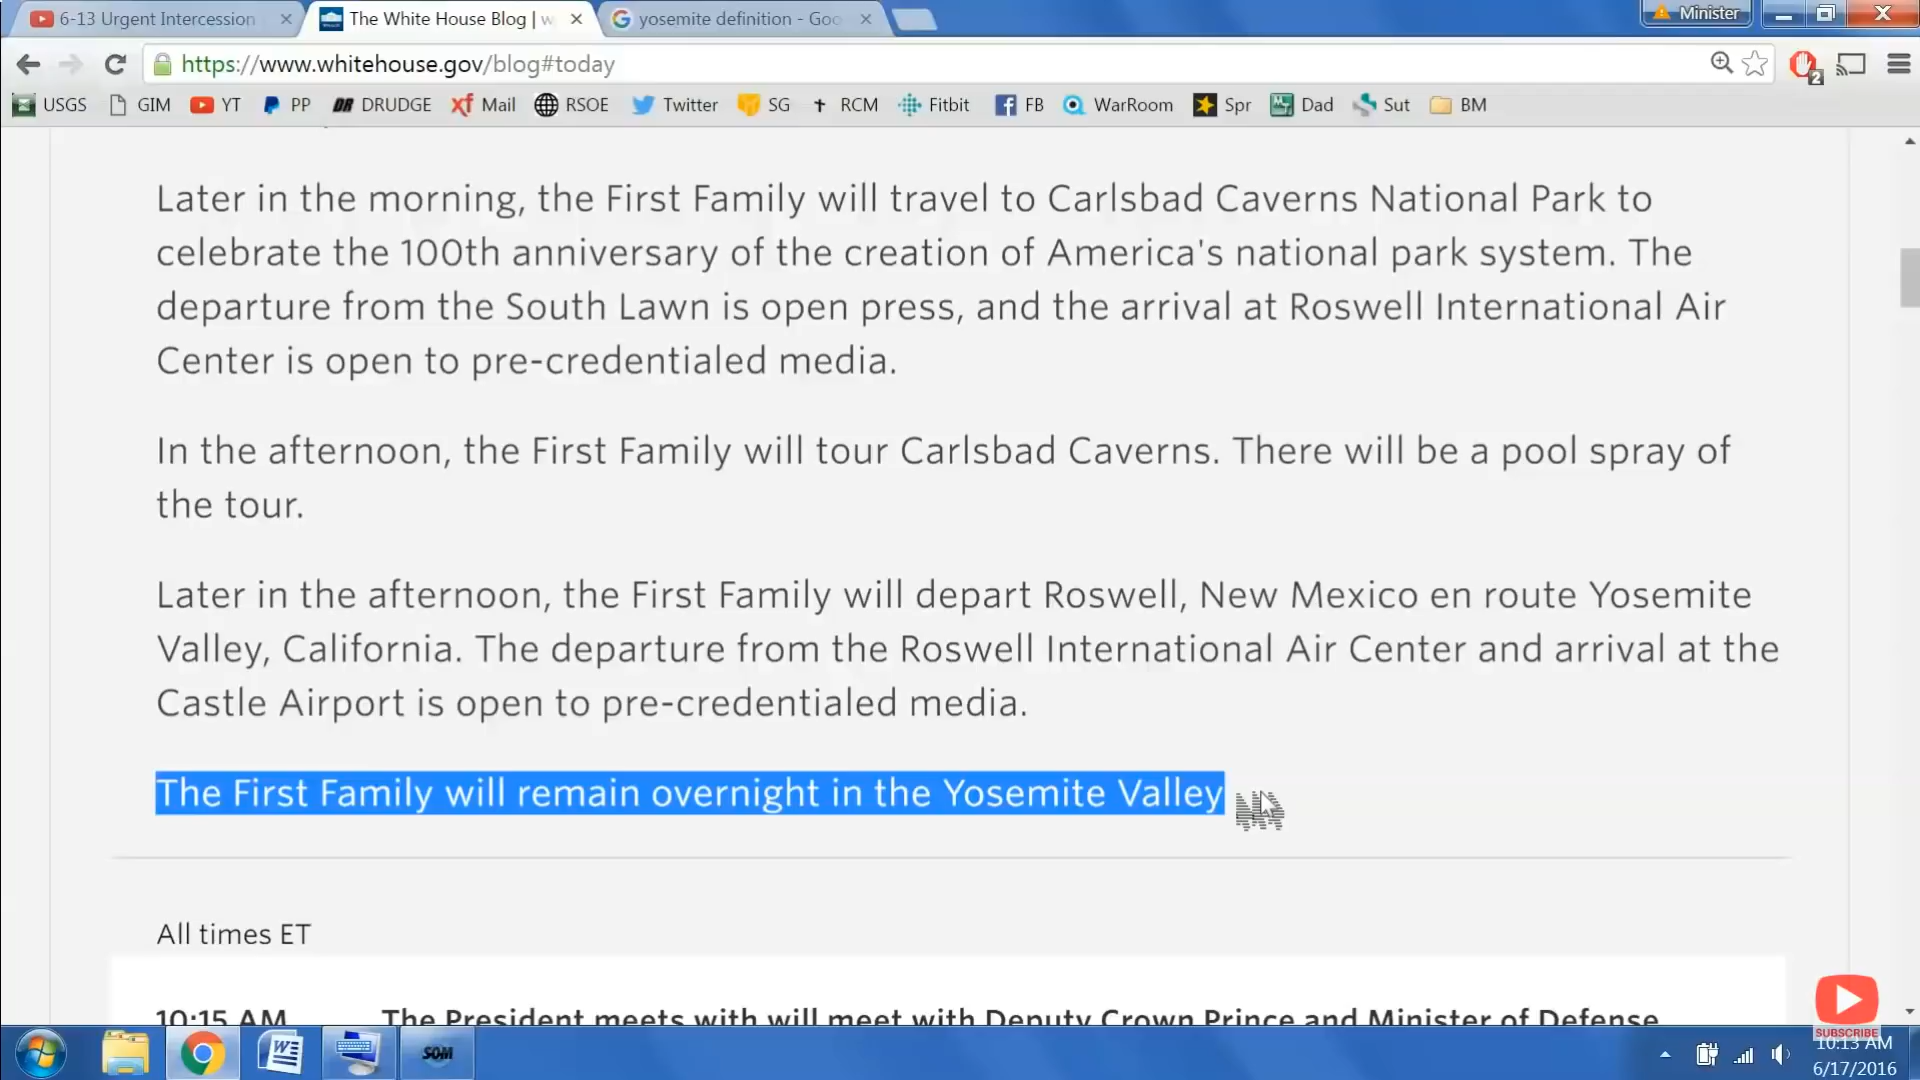 6-13 Urgent Intercession
The White House Blog | w
yosemite definition - Goo
Minister
https://www.whitehouse.gov/blog#today
2
USGS GIM YT PP DRUDGE Mail RSOE Twitter SG RCM Fitbit FB WarRoom Spr Dad Sut BM
Later in the morning, the First Family will travel to Carlsbad Caverns National Park to
celebrate the 100th anniversary of the creation of America's national park system. The
departure from the South Lawn is open press, and the arrival at Roswell International Air
Center is open to pre-credentialed media.
In the afternoon, the First Family will tour Carlsbad Caverns. There will be a pool spray of
the tour.
Later in the afternoon, the First Family will depart Roswell, New Mexico en route Yosemite
Valley, California. The departure from the Roswell International Air Center and arrival at the
Castle Airport is open to pre-credentialed media.
The First Family will remain overnight in the Yosemite Valley
All times ET
10:15 AM The President meets with will meet with Deputy Crown Prince and Minister of Defense
SUBSCRIBE
SOM
10:13 AM
6/17/2016